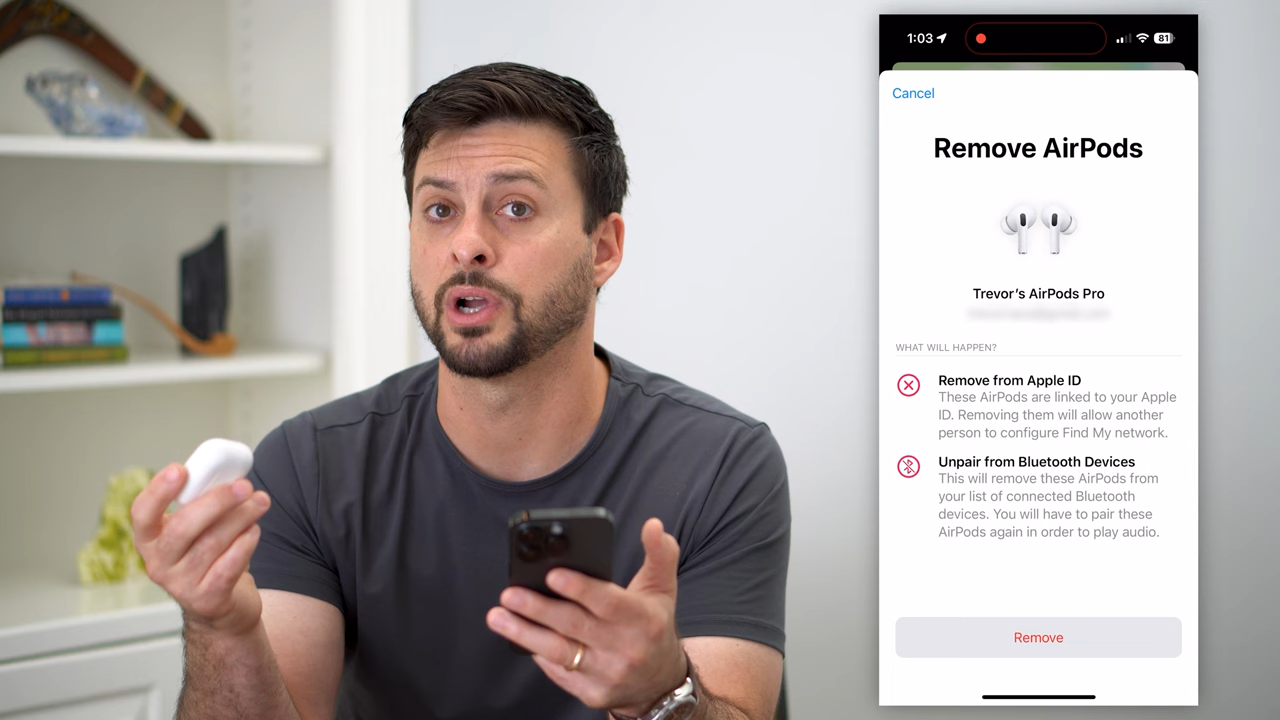 1:03
81
Cancel
Remove AirPods
Trevor’s AirPods Pro
WHAT WILL HAPPEN?
Remove from Apple ID
These AirPods are linked to your Apple
ID. Removing them will allow another
person to configure Find My network.
Unpair from Bluetooth Devices
This will remove these AirPods from
your list of connected Bluetooth
devices. You will have to pair these
AirPods again in order to play audio.
Remove